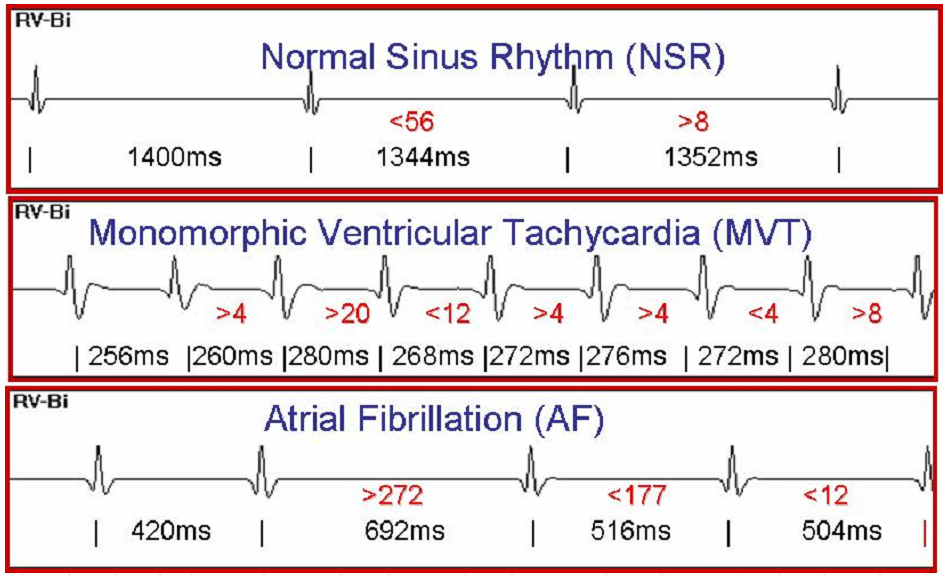 RV-Bi
Normal Sinus Rhythm (NSR)
<56 >8
| 1400ms | 1344ms | 1352ms |
RV-Bi
Monomorphic Ventricular Tachycardia (MVT)
>4 >20 <12 >4 >4 <4 >8
| 256ms |260ms |280ms | 268ms |272ms |276ms | 272ms | 280ms|
RV-Bi
Atrial Fibrillation (AF)
>272 <177 <12
| 420ms | 692ms | 516ms | 504ms |